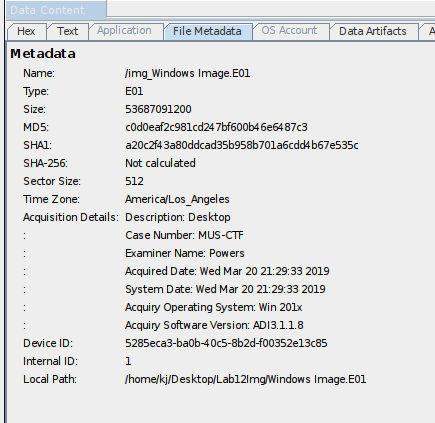 Data Content
Hex Text Application File Metadata OS Account Data Artifacts A
Metadata
Name: /img_Windows Image.E01
Type: E01
Size: 53687091200
MD5: c0d0eaf2c981cd247bf600b46e6487c3
SHA1: a20c2f43a80ddcad35b958b701a6cdd4b67e535c
SHA-256: Not calculated
Sector Size: 512
Time Zone: America/Los_Angeles
Acquisition Details: Description: Desktop
: Case Number: MUS-CTF
: Examiner Name: Powers
: Acquired Date: Wed Mar 20 21:29:33 2019
: System Date: Wed Mar 20 21:29:33 2019
: Acquiry Operating System: Win 201x
: Acquiry Software Version: ADI3.1.1.8
Device ID: 5285eca3-ba0b-40c5-8b2d-f00352e13c85
Internal ID: 1
Local Path: /home/kj/Desktop/Lab12Img/Windows Image.E01